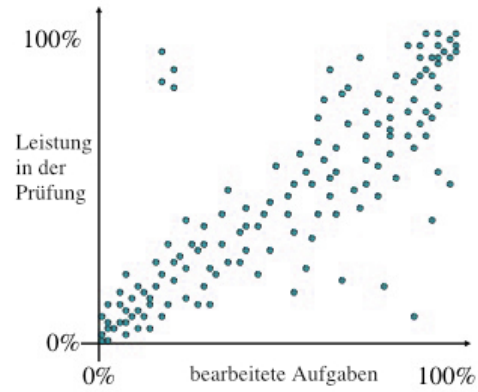 100%
Leistung
in der
Prüfung
0%
0%
bearbeitete Aufgaben
100%